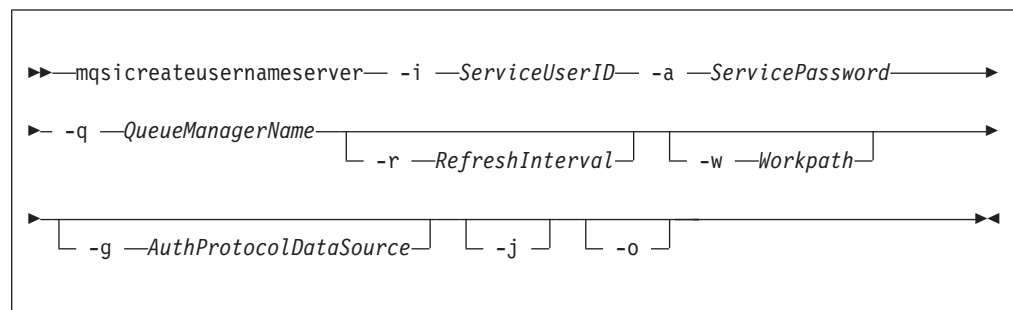 mqsicreateusernameserver -i ServiceUserID -a ServicePassword
-q QueueManagerName
-r RefreshInterval -w Workpath
-g AuthProtocolDataSource -j -o